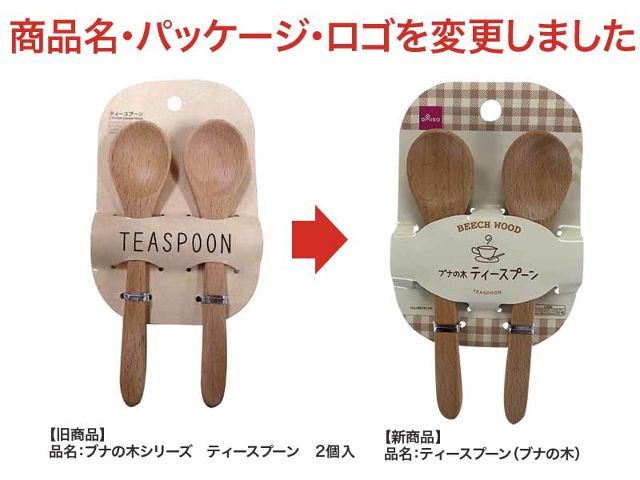 商品名・パッケージ・ロゴを変更しました
ティースプーン
TEASPOON
DAISO
BEECH WOOD
ブナの木 ティースプーン
TEASPOON
【旧商品】
品名：ブナの木シリーズ　ティースプーン　2個入
【新商品】
品名：ティースプーン（ブナの木）